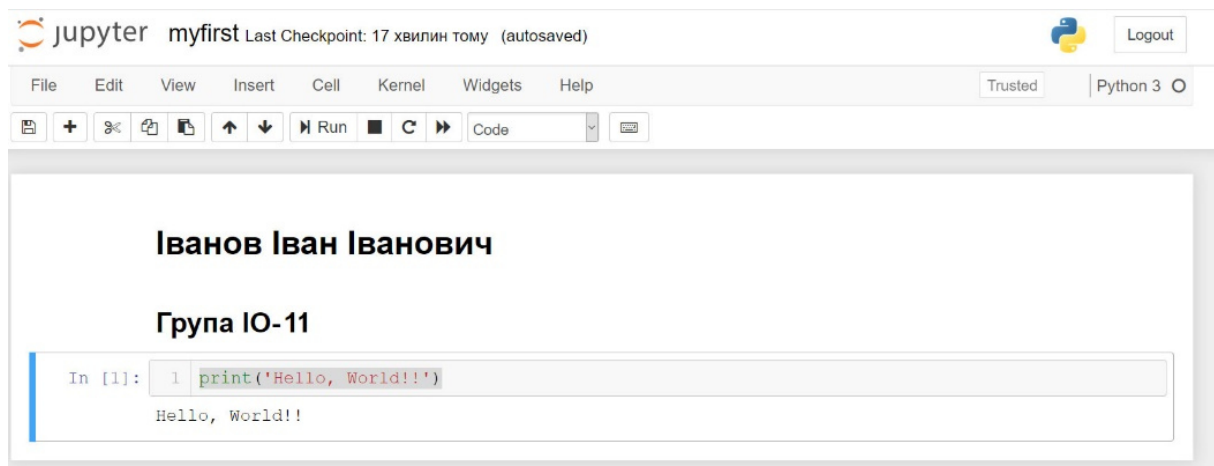 jupyter myfirst Last Checkpoint: 17 хвилин тому (autosaved) Logout
File Edit View Insert Cell Kernel Widgets Help Trusted Python 3
Run Code
Іванов Іван Іванович
Група ІО-11
In [1]: 1 print('Hello, World!!')
Hello, World!!